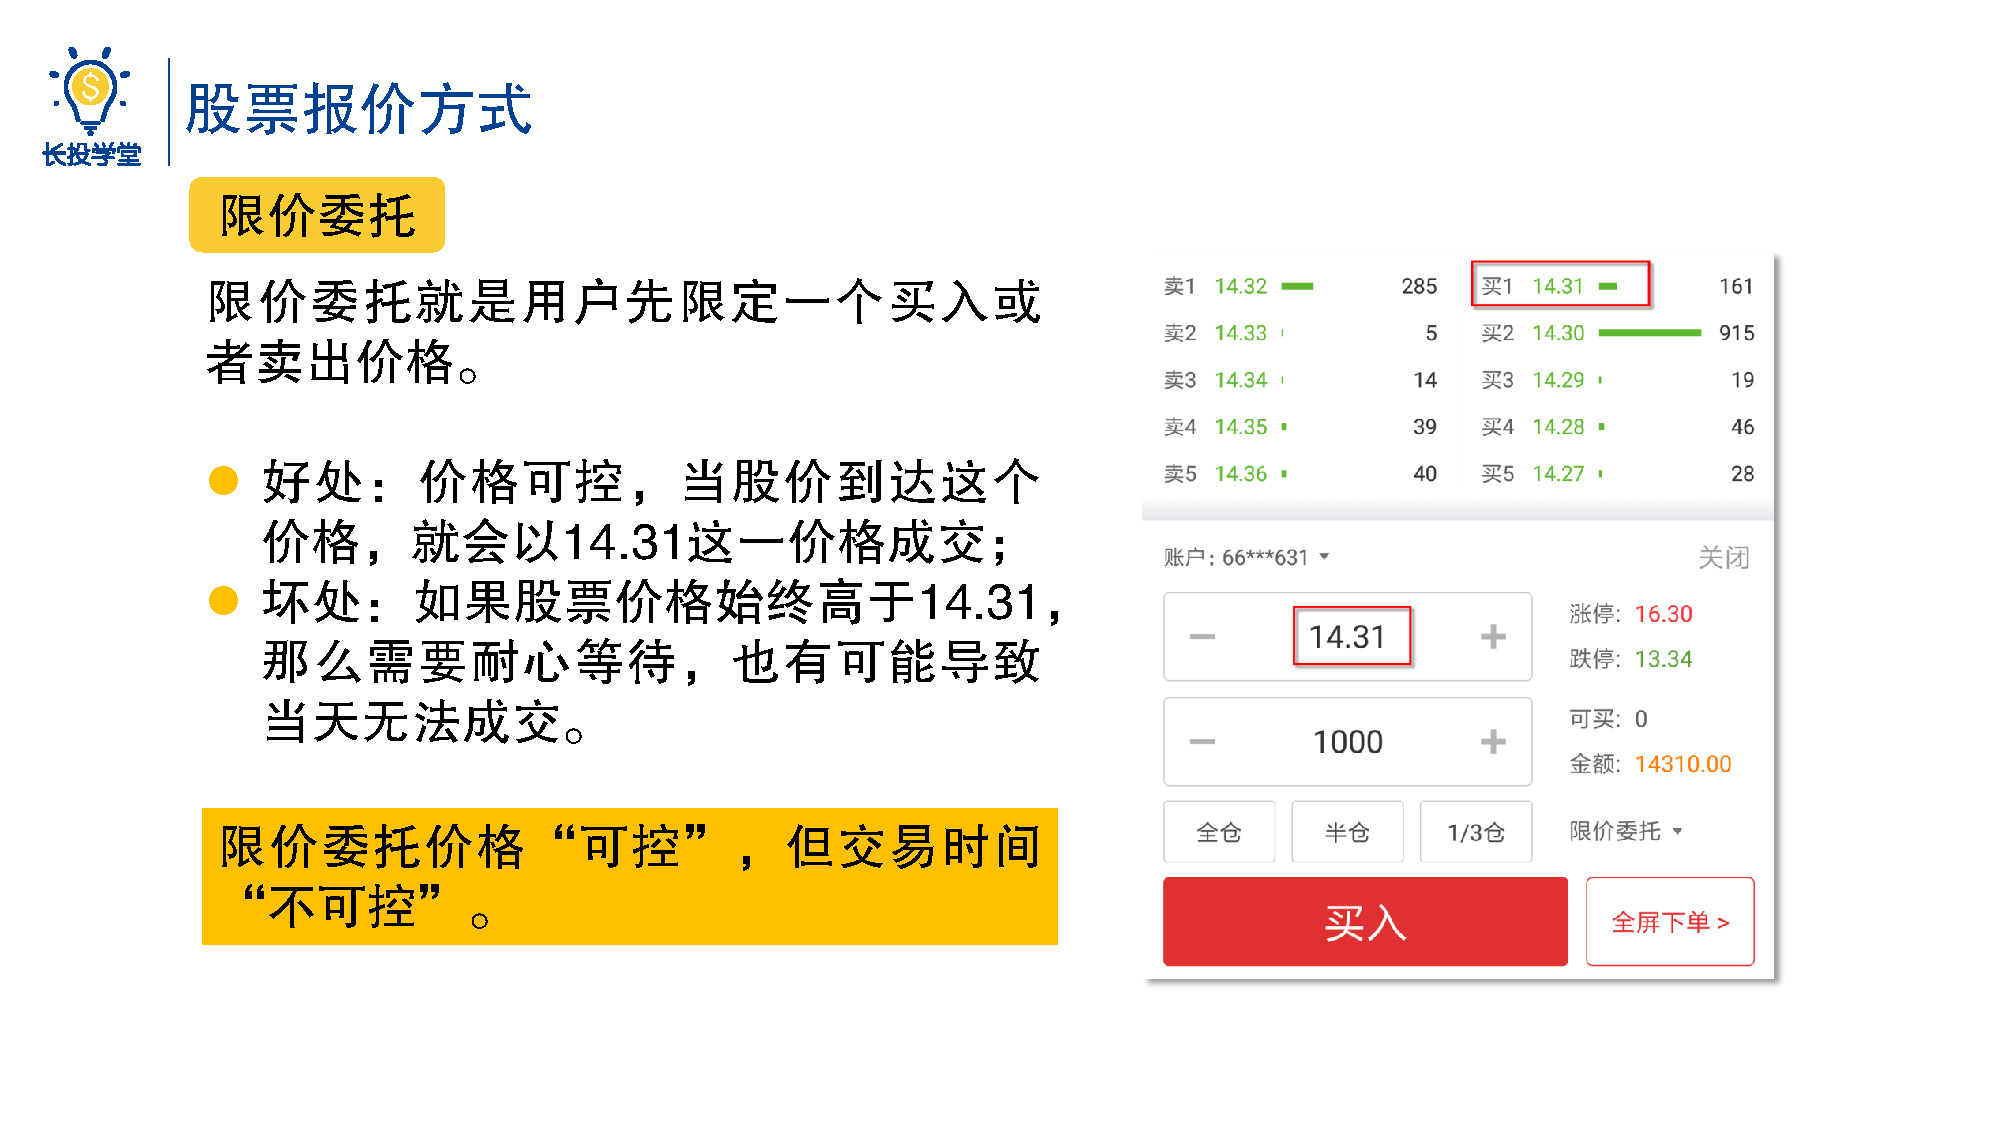 长投学堂
股票报价方式
限价委托
限价委托就是用户先限定一个买入或
者卖出价格。
好处：价格可控，当股价到达这个
价格，就会以14.31这一价格成交；
坏处：如果股票价格始终高于14.31，
那么需要耐心等待，也有可能导致
当天无法成交。
限价委托价格“可控”，但交易时间
“不可控”。
卖1 14.32 285 买1 14.31 161
卖2 14.33 5 买2 14.30 915
卖3 14.34 14 买3 14.29 19
卖4 14.35 39 买4 14.28 46
卖5 14.36 40 买5 14.27 28
账户: 66***631 关闭
14.31
涨停: 16.30
跌停: 13.34
1000
可买: 0
金额: 14310.00
全仓 半仓 1/3仓 限价委托
买入 全屏下单 >